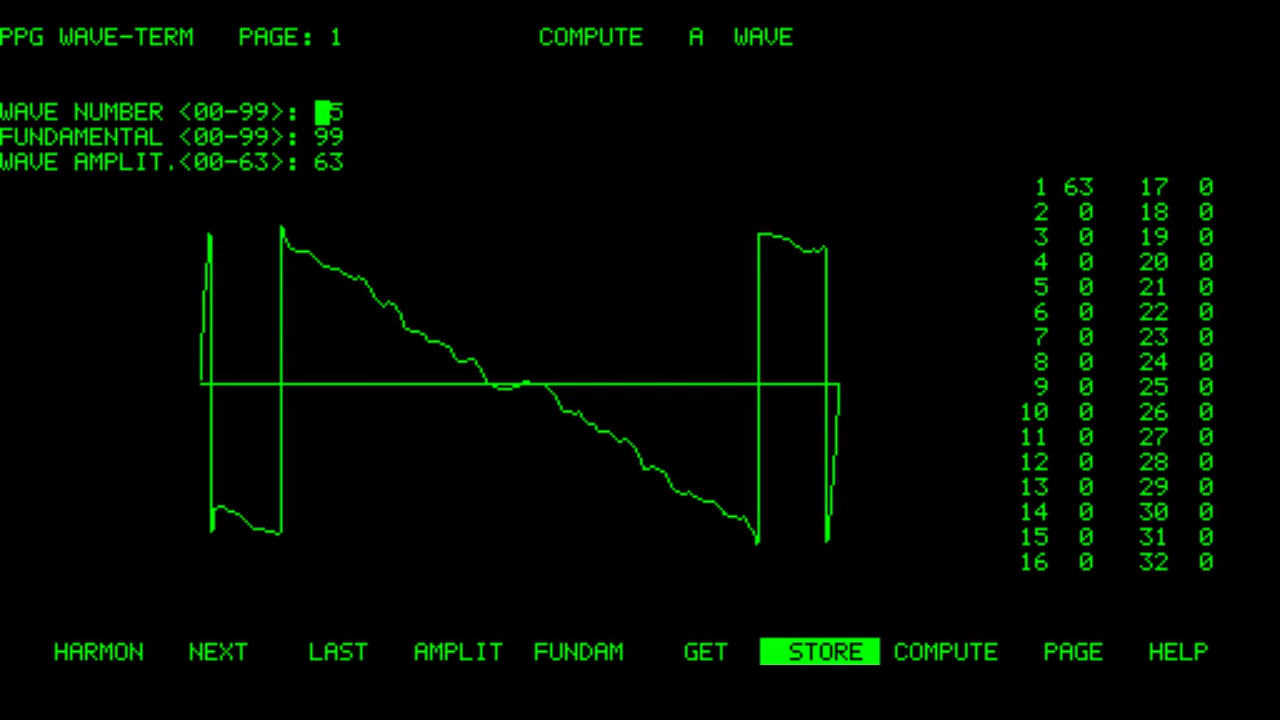 PPG WAVE-TERM PAGE: 1 COMPUTE A WAVE
WAVE NUMBER <00-99>: 5
FUNDAMENTAL <00-99>: 99
WAVE AMPLIT.<00-63>: 63
1 63 17 0
2 0 18 0
3 0 19 0
4 0 20 0
5 0 21 0
6 0 22 0
7 0 23 0
8 0 24 0
9 0 25 0
10 0 26 0
11 0 27 0
12 0 28 0
13 0 29 0
14 0 30 0
15 0 31 0
16 0 32 0
HARMON NEXT LAST AMPLIT FUNDAM GET STORE COMPUTE PAGE HELP